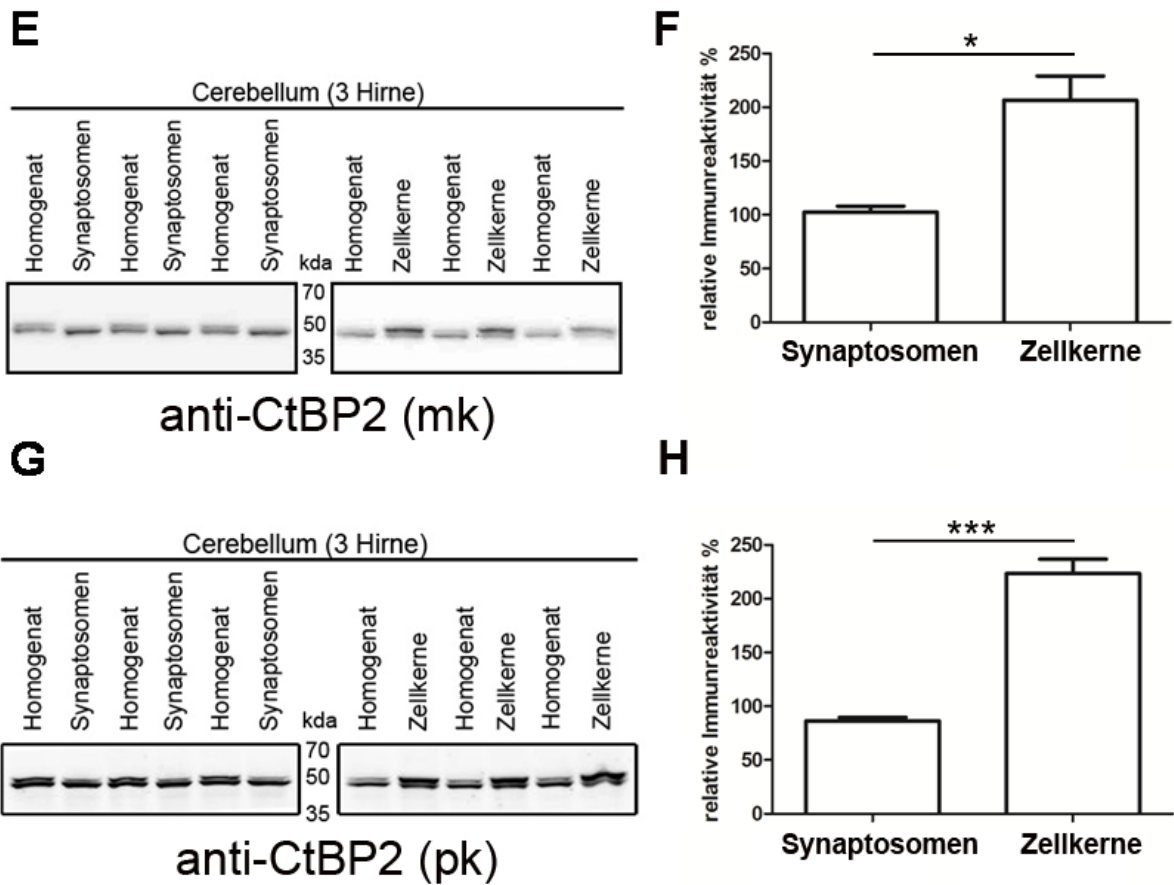 E
Cerebellum (3 Hirne)
Homogenat
Synaptosomen
Homogenat
Synaptosomen
Homogenat
Synaptosomen
kda
Homogenat
Zellkerne
Homogenat
Zellkerne
Homogenat
Zellkerne
70
50
35
anti-CtBP2 (mk)
F
relative Immunreaktivität %
250
200
150
100
50
0
*
Synaptosomen
Zellkerne
G
Cerebellum (3 Hirne)
Homogenat
Synaptosomen
Homogenat
Synaptosomen
Homogenat
Synaptosomen
kda
Homogenat
Zellkerne
Homogenat
Zellkerne
Homogenat
Zellkerne
70
50
35
anti-CtBP2 (pk)
H
relative Immunreaktivität %
250
200
150
100
50
0
***
Synaptosomen
Zellkerne